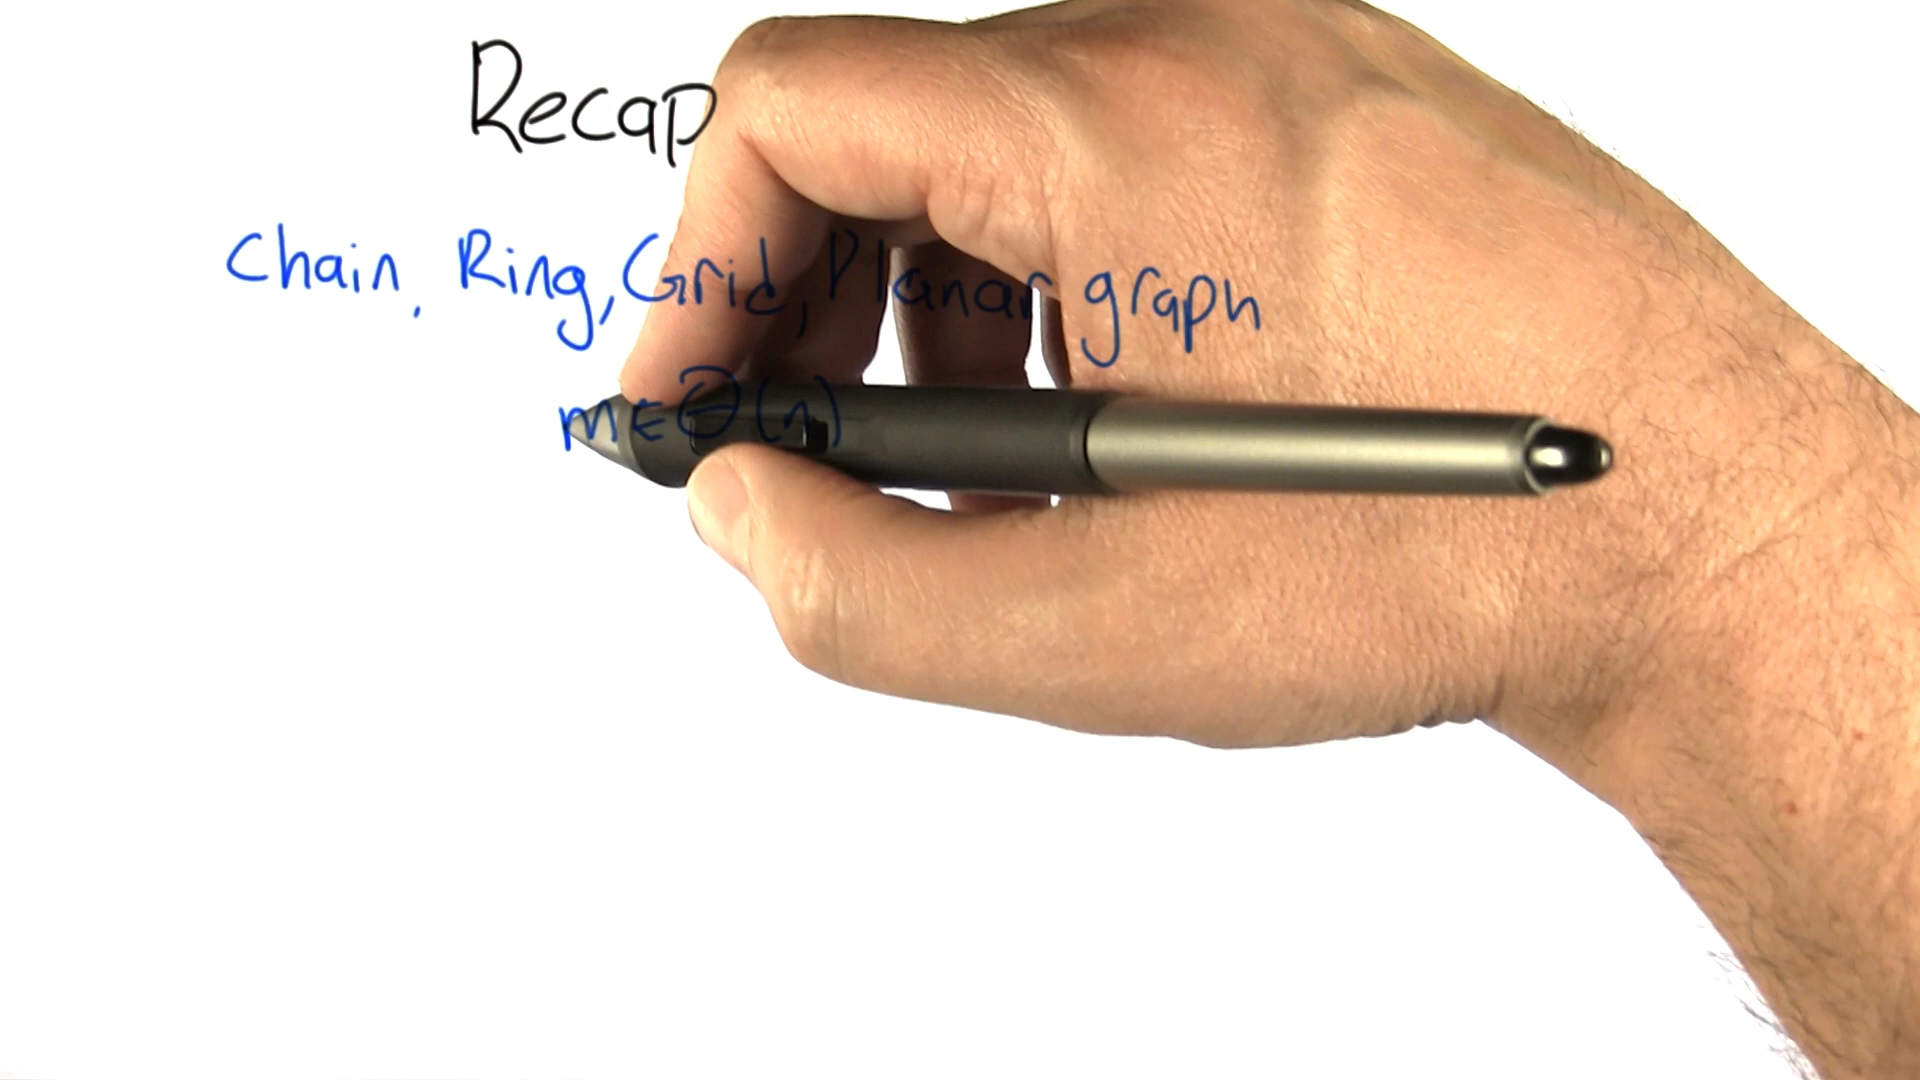 Recap
Chain, Ring, Grid, Planar graph
m ∈ Θ(n)